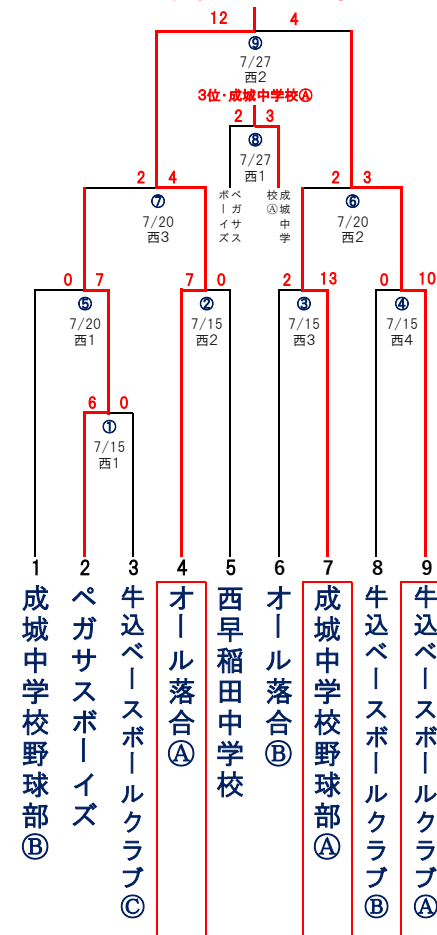 12 4
⑨
7/27
西2
3位・成城中学校Ⓐ
2 3
⑧
7/27
西1
ペガサスボーイズ
成城中学校Ⓐ
2 4
⑦
7/20
西3
2 3
⑥
7/20
西2
0 7
⑤
7/20
西1
7 0
②
7/15
西2
2 13
③
7/15
西3
0 10
④
7/15
西4
6 0
①
7/15
西1
1 2 3 4 5 6 7 8 9
成城中学校野球部Ⓑ
ペガサスボーイズ
牛込ベースボールクラブⒸ
オール落合Ⓐ
西早稲田中学校
オール落合Ⓑ
成城中学校野球部Ⓐ
牛込ベースボールクラブⒷ
牛込ベースボールクラブⒶ